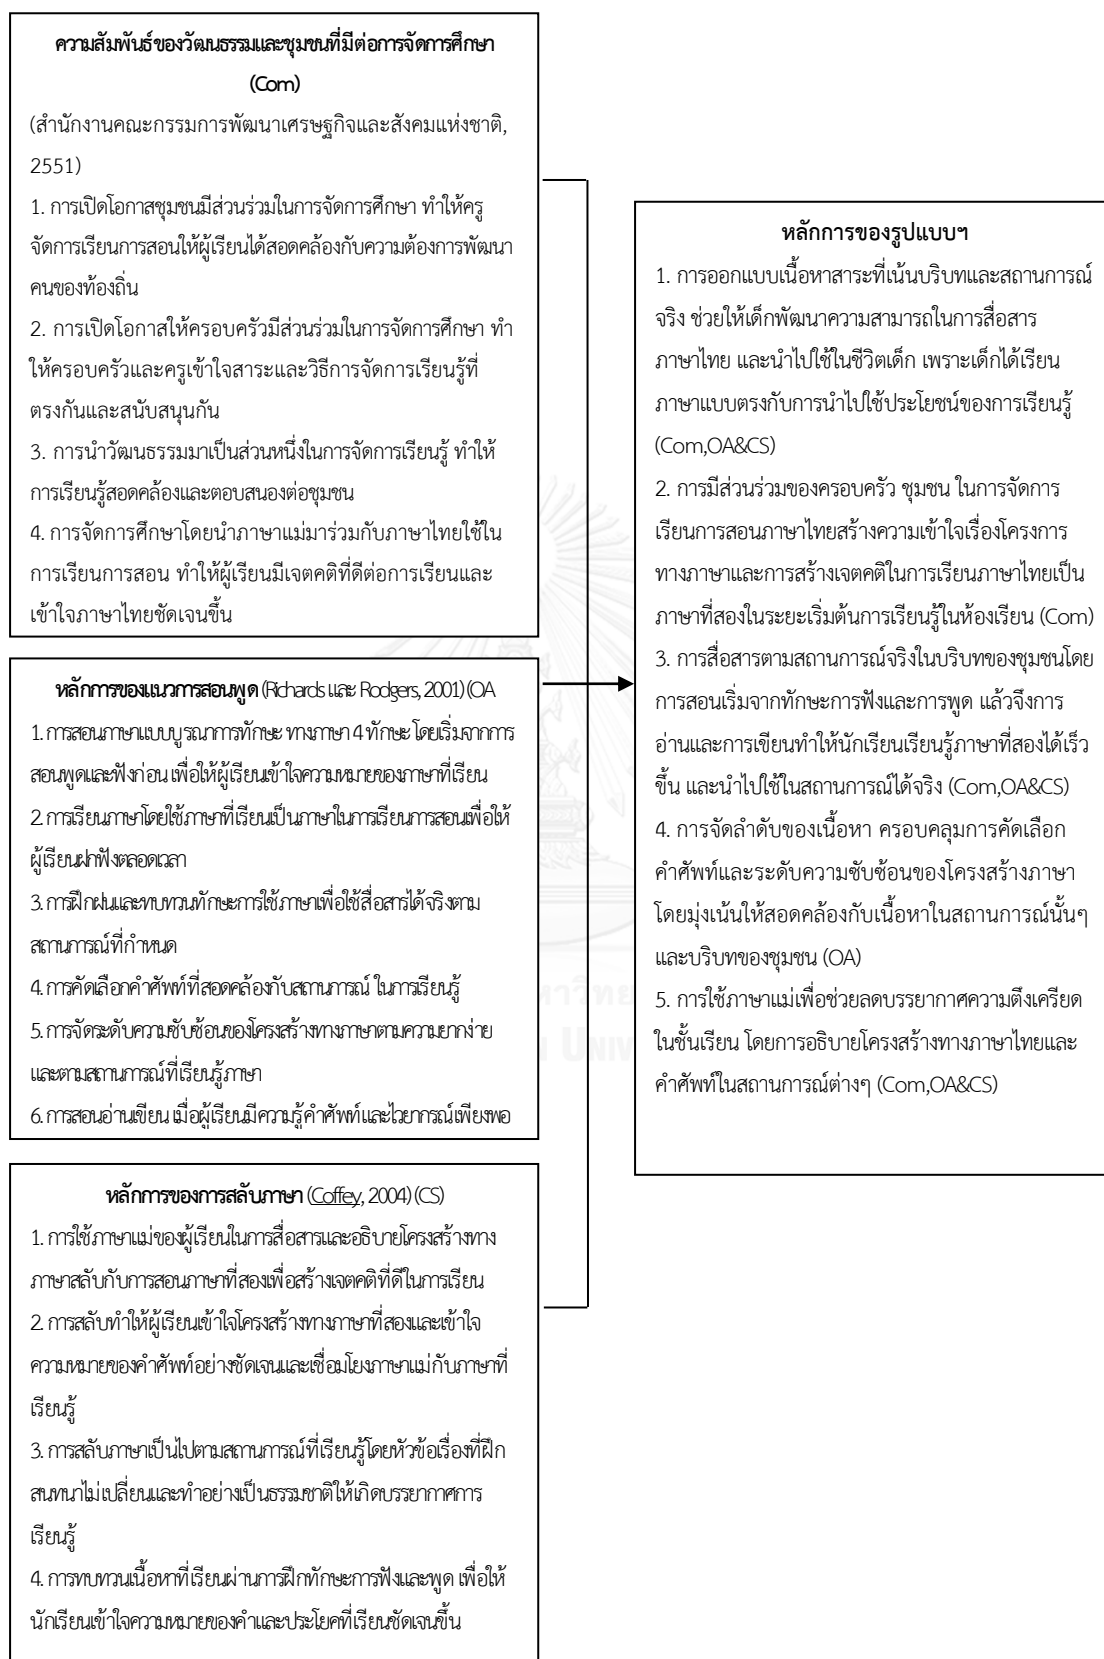 ความสัมพันธ์ของวัฒนธรรมและชุมชนที่มีต่อการจัดการศึกษา
(Com)
(สำนักงานคณะกรรมการพัฒนาเศรษฐกิจและสังคมแห่งชาติ,
2551)
1. การเปิดโอกาสชุมชนมีส่วนร่วมในการจัดการศึกษา ทำให้ครู
จัดการเรียนการสอนให้ผู้เรียนได้สอดคล้องกับความต้องการพัฒนา
คนของท้องถิ่น
2. การเปิดโอกาสให้ครอบครัวมีส่วนร่วมในการจัดการศึกษา ทำ
ให้ครอบครัวและครูเข้าใจสาระและวิธีการจัดการเรียนรู้ที่
ตรงกันและสนับสนุนกัน
3. การนำวัฒนธรรมมาเป็นส่วนหนึ่งในการจัดการเรียนรู้ ทำให้
การเรียนรู้สอดคล้องและตอบสนองต่อชุมชน
4. การจัดการศึกษาโดยนำภาษาแม่มาร่วมกับภาษาไทยใช้ใน
การเรียนการสอน ทำให้ผู้เรียนมีเจตคติที่ดีต่อการเรียนและ
เข้าใจภาษาไทยชัดเจนขึ้น
หลักการของแนวการสอนพูด (Richards และ Rodgers, 2001) (OA
1. การสอนภาษาแบบบูรณาการทักษะ ทางภาษา 4 ทักษะ โดยเริ่มจากการ
สอนพูดและฟังก่อน เพื่อให้ผู้เรียนเข้าใจความหมายของภาษาที่เรียน
2. การเรียนภาษาโดยใช้ภาษาที่เรียนเป็นภาษาในการเรียนการสอนเพื่อให้
ผู้เรียนฝกฟังตลอดเวลา
3. การฝึกฝนและทบทวนทักษะการใช้ภาษาเพื่อใช้สื่อสารได้จริงตาม
สถานการณ์ที่กำหนด
4. การคัดเลือกคำศัพท์ที่สอดคล้องกับสถานการณ์ ในการเรียนรู้
5. การจัดระดับความซับซ้อนของโครงสร้างทางภาษาตามความยากง่าย
และตามสถานการณ์ที่เรียนรู้ภาษา
6. การสอนอ่านเขียน เมื่อผู้เรียนมีความรู้คำศัพท์และไวยากรณ์เพียงพอ
หลักการของการสลับภาษา (Coffey, 2004) (CS)
1. การใช้ภาษาแม่ของผู้เรียนในการสื่อสารและอธิบายโครงสร้างทาง
ภาษาสลับกับการสอนภาษาที่สองเพื่อสร้างเจตคติที่ดีในการเรียน
2. การสลับทำให้ผู้เรียนเข้าใจโครงสร้างทางภาษาที่สองและเข้าใจ
ความหมายของคำศัพท์อย่างชัดเจนและเชื่อมโยงภาษาแม่กับภาษาที่
เรียนรู้
3. การสลับภาษาเป็นไปตามสถานการณ์ที่เรียนรู้โดยหัวข้อเรื่องที่ฝึก
สนทนาไม่เปลี่ยนและทำอย่างเป็นธรรมชาติให้เกิดบรรยากาศการ
เรียนรู้
4. การทบทวนเนื้อหาที่เรียนผ่านการฝึกทักษะการฟังและพูด เพื่อให้
นักเรียนเข้าใจความหมายของคำและประโยคที่เรียนชัดเจนขึ้น
หลักการของรูปแบบฯ
1. การออกแบบเนื้อหาสาระที่เน้นบริบทและสถานการณ์
จริง ช่วยให้เด็กพัฒนาความสามารถในการสื่อสาร
ภาษาไทย และนำไปใช้ในชีวิตเด็ก เพราะเด็กได้เรียน
ภาษาแบบตรงกับการนำไปใช้ประโยชน์ของการเรียนรู้
(Com,OA&CS)
2. การมีส่วนร่วมของครอบครัว ชุมชน ในการจัดการ
เรียนการสอนภาษาไทยสร้างความเข้าใจเรื่องโครงการ
ทางภาษาและการสร้างเจตคติในการเรียนภาษาไทยเป็น
ภาษาที่สองในระยะเริ่มต้นการเรียนรู้ในห้องเรียน (Com)
3. การสื่อสารตามสถานการณ์จริงในบริบทของชุมชนโดย
การสอนเริ่มจากทักษะการฟังและการพูด แล้วจึงการ
อ่านและการเขียนทำให้นักเรียนเรียนรู้ภาษาที่สองได้เร็ว
ขึ้น และนำไปใช้ในสถานการณ์ได้จริง (Com,OA&CS)
4. การจัดลำดับของเนื้อหา ครอบคลุมการคัดเลือก
คำศัพท์และระดับความซับซ้อนของโครงสร้างภาษา
โดยมุ่งเน้นให้สอดคล้องกับเนื้อหาในสถานการณ์นั้นๆ
และบริบทของชุมชน (OA)
5. การใช้ภาษาแม่เพื่อช่วยลดบรรยากาศความตึงเครียด
ในชั้นเรียน โดยการอธิบายโครงสร้างทางภาษาไทยและ
คำศัพท์ในสถานการณ์ต่างๆ (Com,OA&CS)